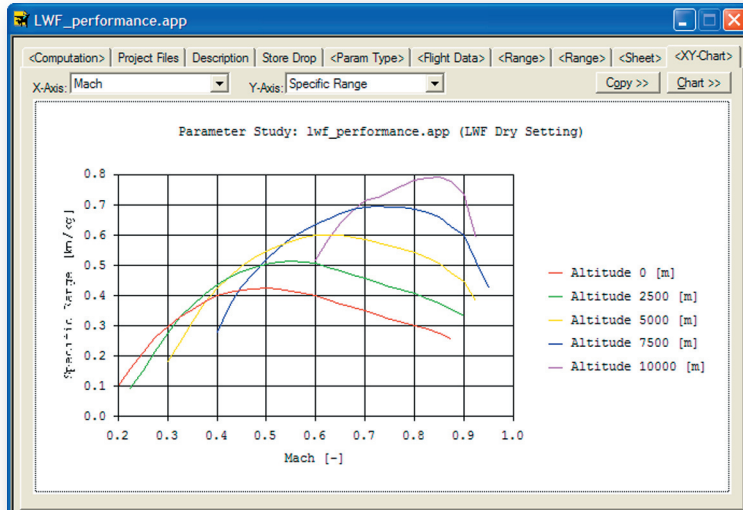 LWF_performance.app
<Computation> Project Files Description Store Drop <Param Type> <Flight Data> <Range> <Range> <Sheet> <XY-Chart>
X-Axis: Mach Y-Axis: Specific Range Copy >> Chart >>
Parameter Study: lwf_performance.app (LWF Dry Setting)
Specific Range [km/kg]
0.8
0.7
0.6
0.5
0.4
0.3
0.2
0.1
0.0
0.2 0.3 0.4 0.5 0.6 0.7 0.8 0.9 1.0
Mach [-]
Altitude 0 [m]
Altitude 2500 [m]
Altitude 5000 [m]
Altitude 7500 [m]
Altitude 10000 [m]